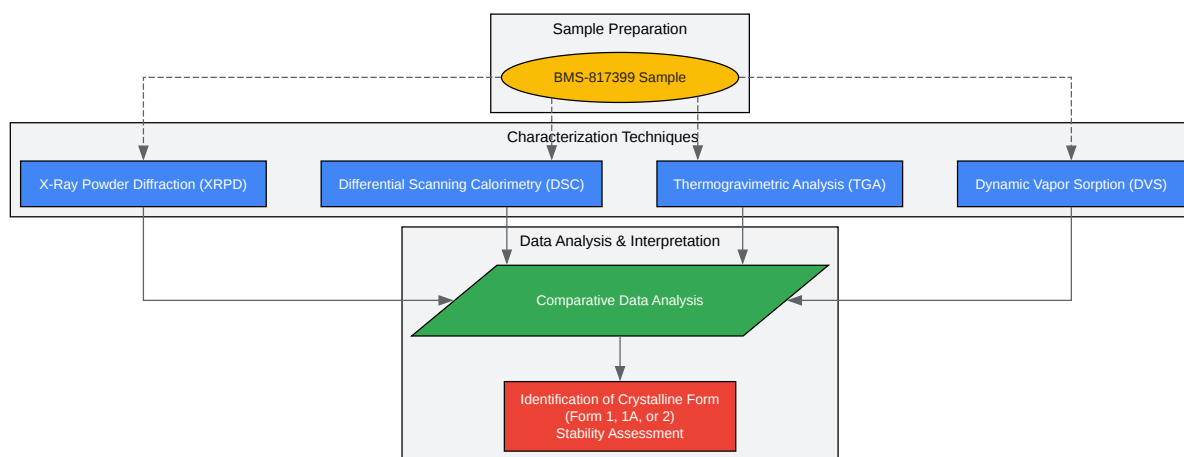 Sample Preparation
BMS-817399 Sample
Characterization Techniques
X-Ray Powder Diffraction (XRPD)
Differential Scanning Calorimetry (DSC)
Thermogravimetric Analysis (TGA)
Dynamic Vapor Sorption (DVS)
Data Analysis & Interpretation
Comparative Data Analysis
Identification of Crystalline Form
(Form 1, 1A, or 2)
Stability Assessment